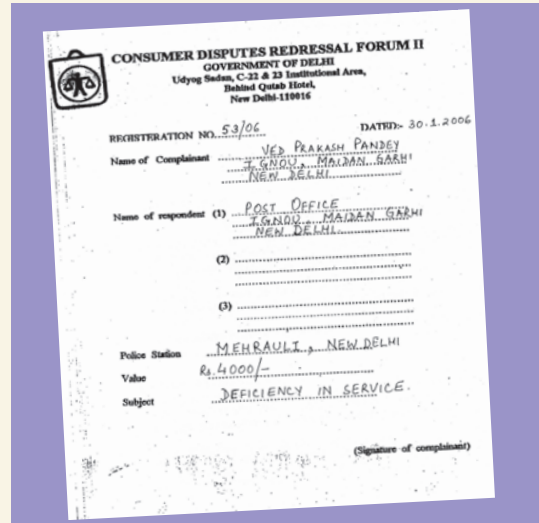 CONSUMER DISPUTES REDRESSAL FORUM II
GOVERNMENT OF DELHI
Udyog Sadan, C-22 & 23 Institutional Area,
Behind Qutab Hotel,
New Delhi-110016
REGISTERATION NO. 53/06 DATED:- 30.1.2006
Name of Complainant VED PRAKASH PANDEY
IGNOU, MAIDAN GARHI
NEW DELHI
Name of respondent (1) POST OFFICE
IGNOU, MAIDAN GARHI
NEW DELHI.
(2)
(3)
Police Station MEHRAULI, NEW DELHI
Value Rs. 4000/-
Subject DEFICIENCY IN SERVICE.
(Signature of complainant)